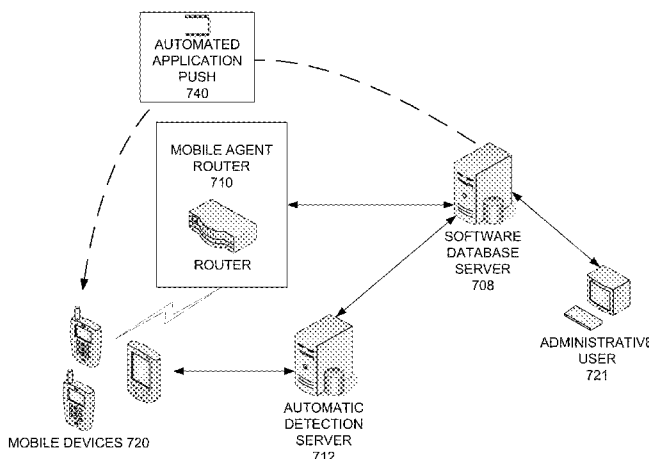 AUTOMATED
APPLICATION
PUSH
740
MOBILE AGENT
ROUTER
710
ROUTER
SOFTWARE
DATABASE
SERVER
708
ADMINISTRATIVE
USER
721
AUTOMATIC
DETECTION
SERVER
712
MOBILE DEVICES 720